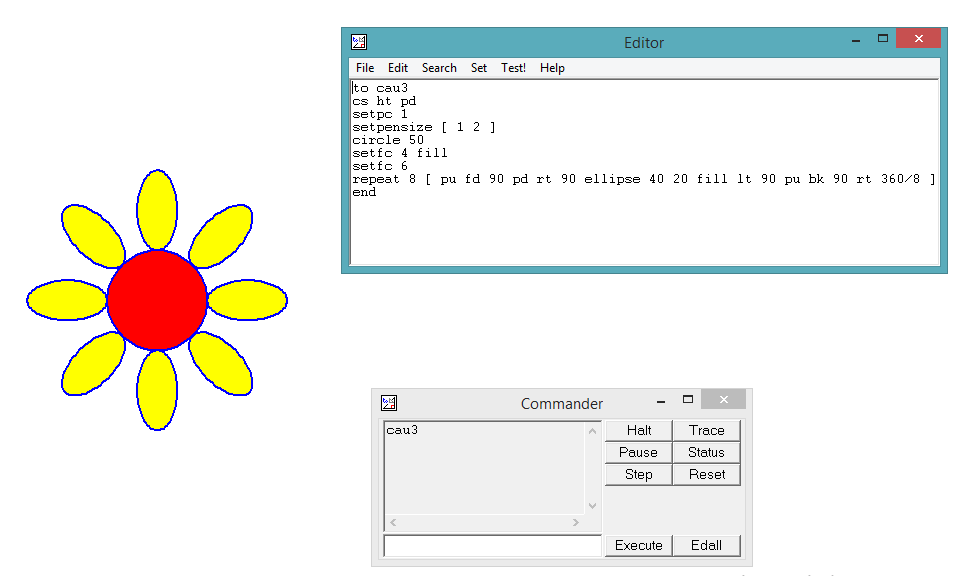 Editor
File Edit Search Set Test! Help
to cau3
cs ht pd
setpc 1
setpensize [ 1 2 ]
circle 50
setfc 4 fill
setfc 6
repeat 8 [ pu fd 90 pd rt 90 ellipse 40 20 fill lt 90 pu bk 90 rt 360/8 ]
end
Commander
cau3
Halt Trace
Pause Status
Step Reset
Execute Edall